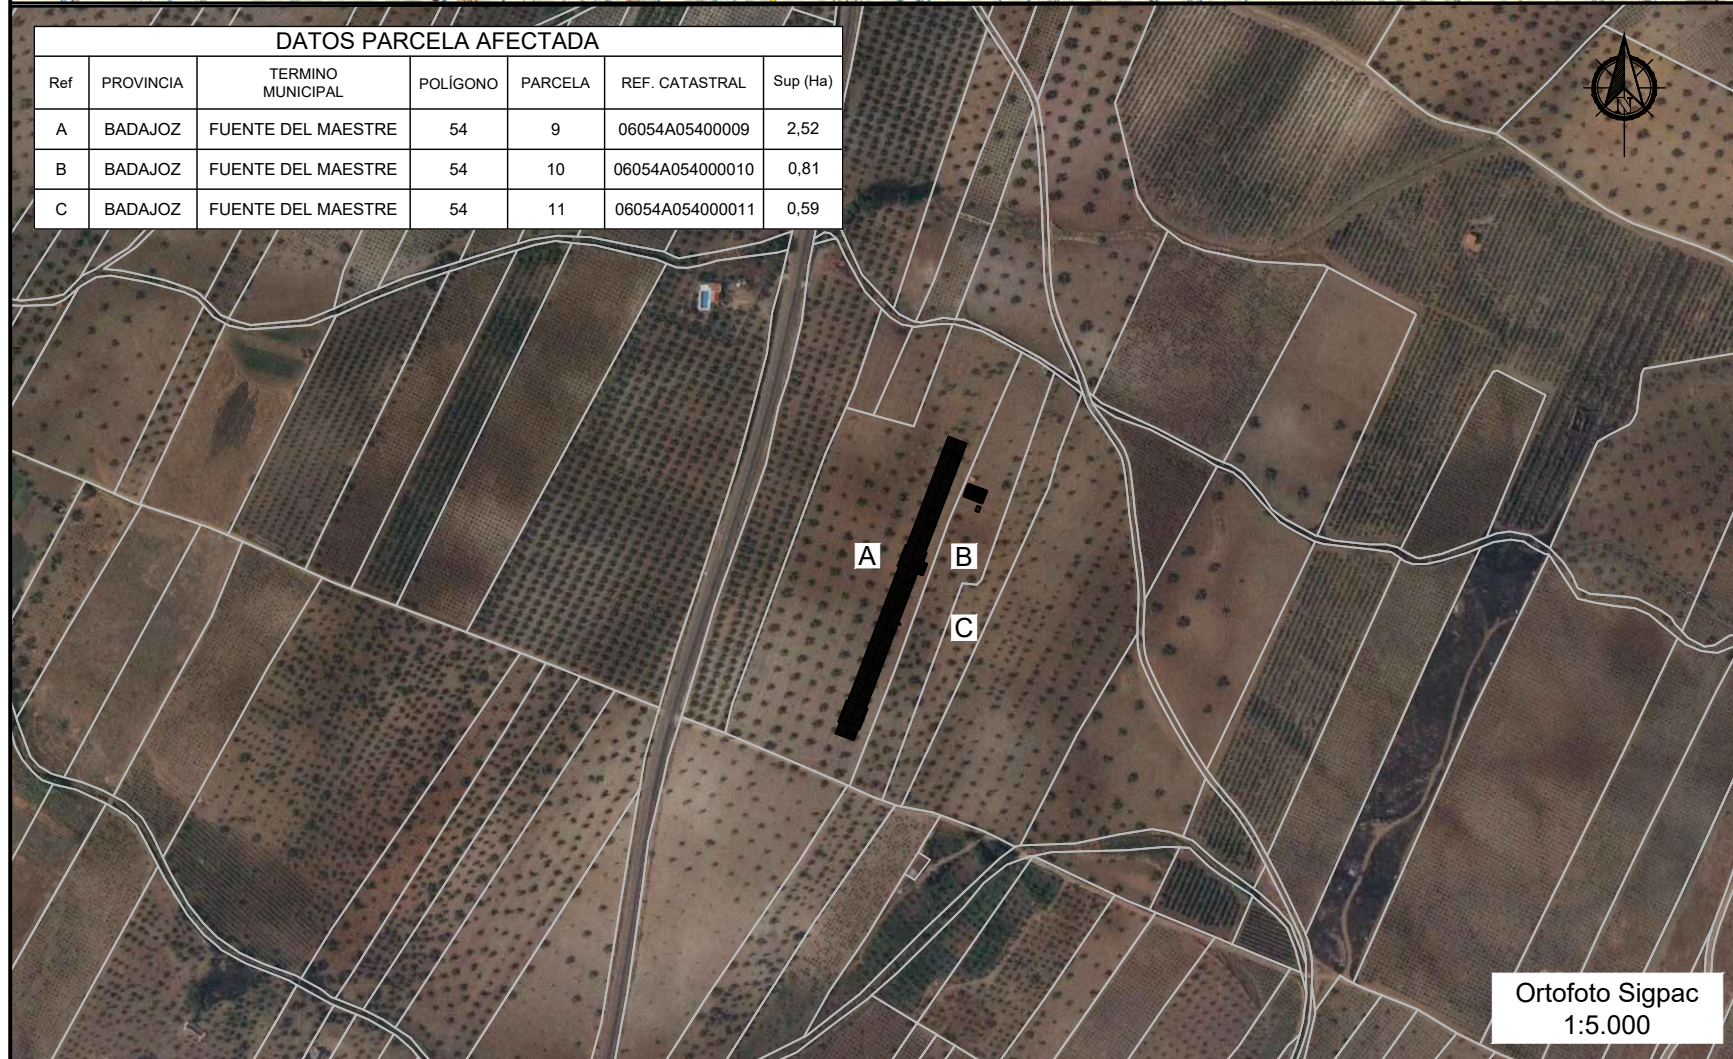 DATOS PARCELA AFECTADA
Ref PROVINCIA TERMINO MUNICIPAL POLÍGONO PARCELA REF. CATASTRAL Sup (Ha)
A BADAJOZ FUENTE DEL MAESTRE 54 9 06054A05400009 2,52
B BADAJOZ FUENTE DEL MAESTRE 54 10 06054A054000010 0,81
C BADAJOZ FUENTE DEL MAESTRE 54 11 06054A054000011 0,59
N
A
B
C
Ortofoto Sigpac
1:5.000